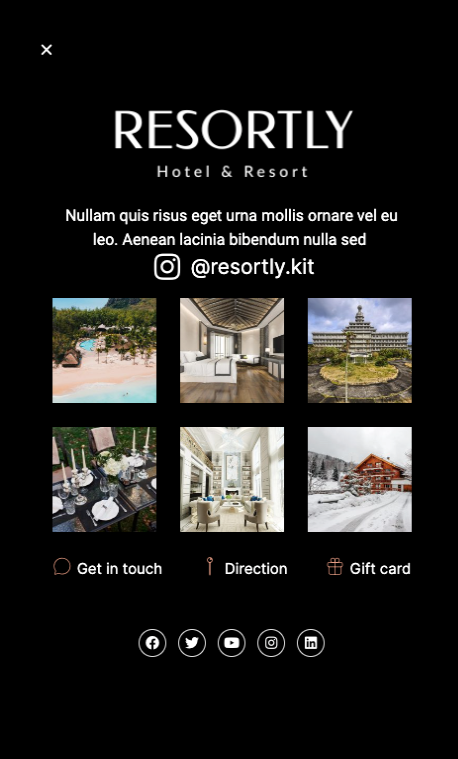 RESORTLY
Hotel & Resort
Nullam quis risus eget urna mollis ornare vel eu
leo. Aenean lacinia bibendum nulla sed
@resortly.kit
Get in touch
Direction
Gift card